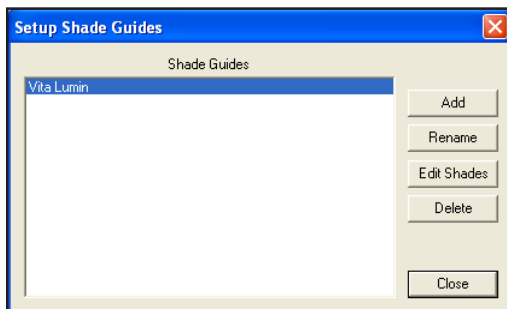 Setup Shade Guides
Shade Guides
Vita Lumin
Add
Rename
Edit Shades
Delete
Close